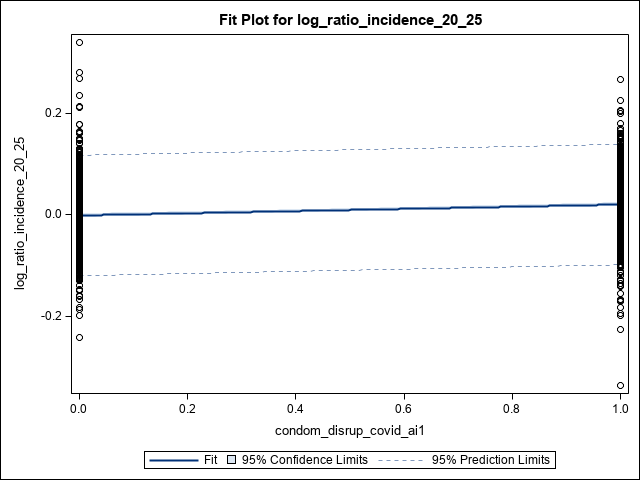 Fit Plot for log_ratio_incidence_20_25
log_ratio_incidence_20_25
0.2
0.0
-0.2
0.0 0.2 0.4 0.6 0.8 1.0
condom_disrup_covid_ai1
Fit 95% Confidence Limits 95% Prediction Limits